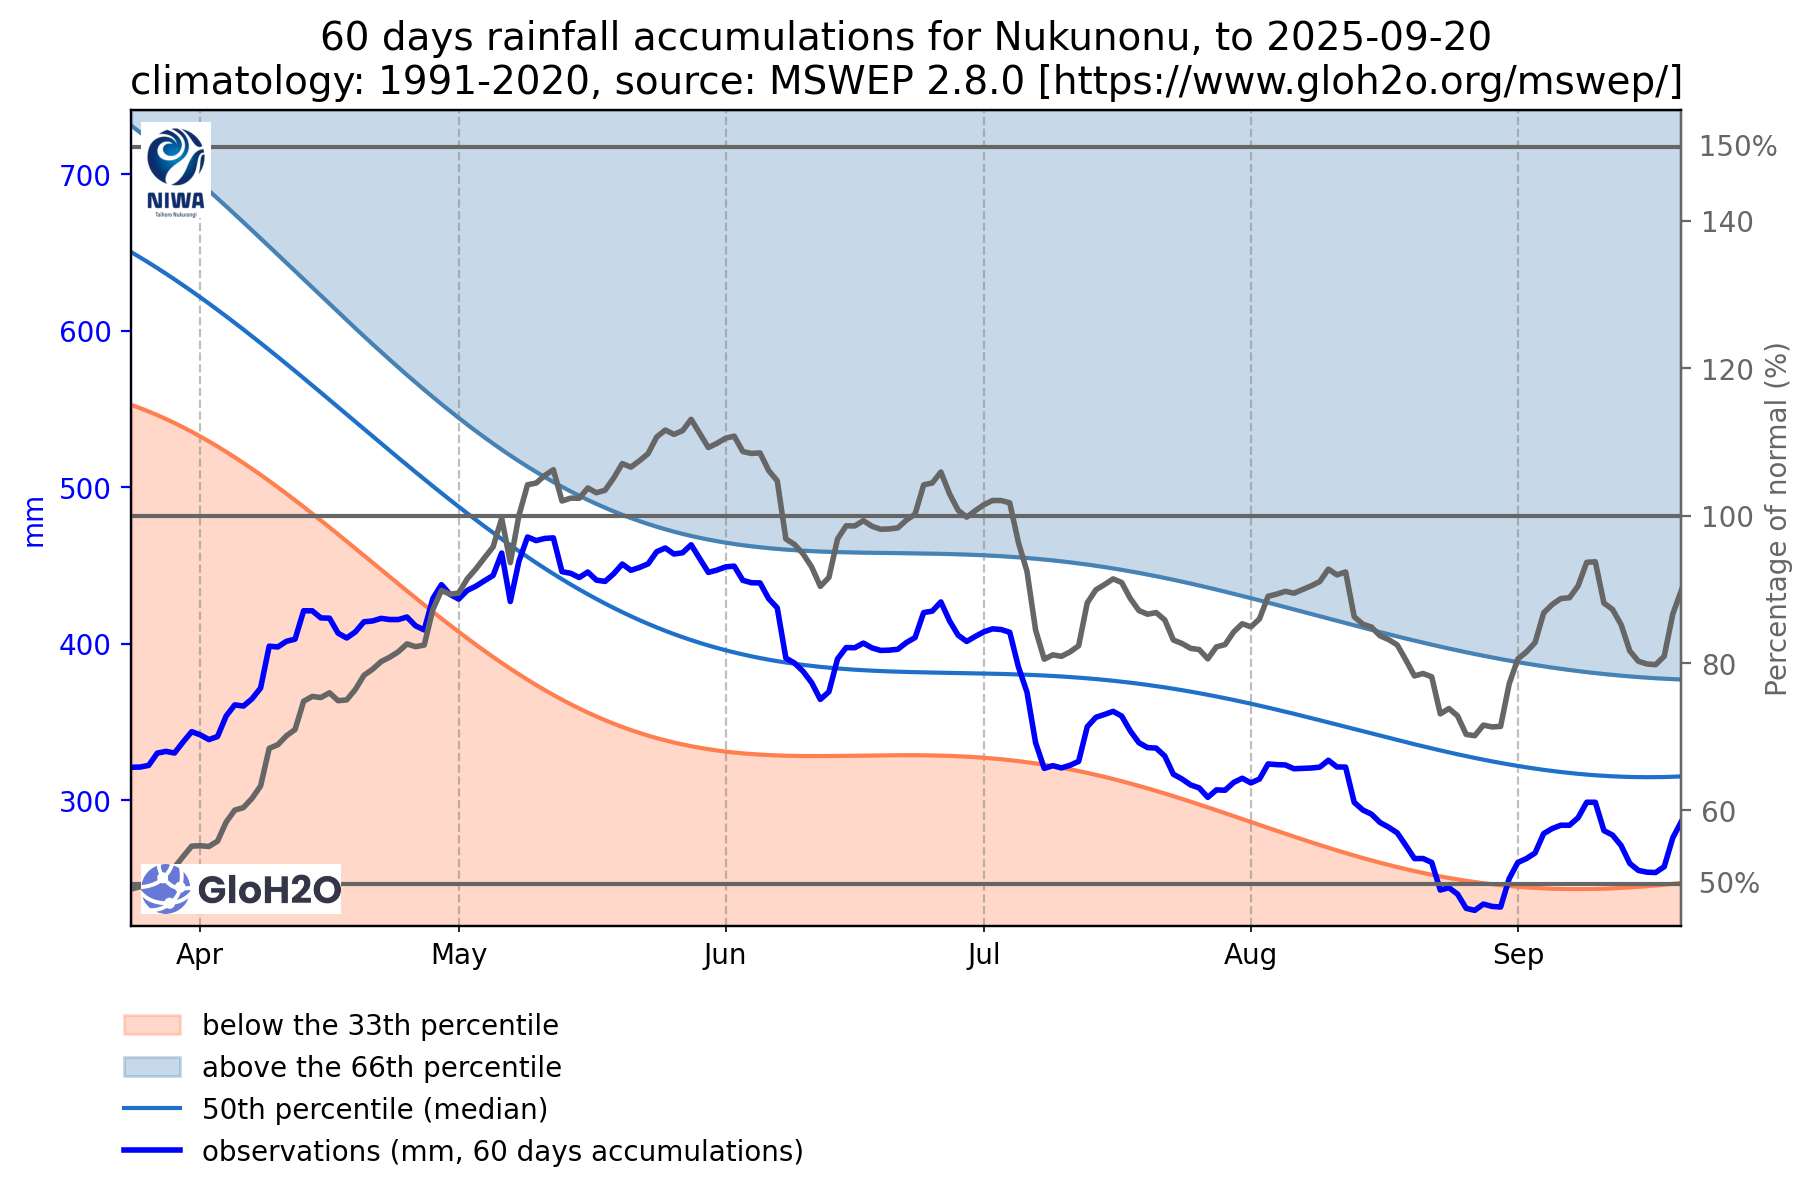 60 days rainfall accumulations for Nukunonu, to 2025-09-20
climatology: 1991-2020, source: MSWEP 2.8.0 [https://www.gloh2o.org/mswep/]
NIWA
Taihoro Nukurangi
700
600
500
400
300
mm
150%
140
120
100
80
60
50%
Percentage of normal (%)
GloH2O
Apr
May
Jun
Jul
Aug
Sep
below the 33th percentile
above the 66th percentile
50th percentile (median)
observations (mm, 60 days accumulations)